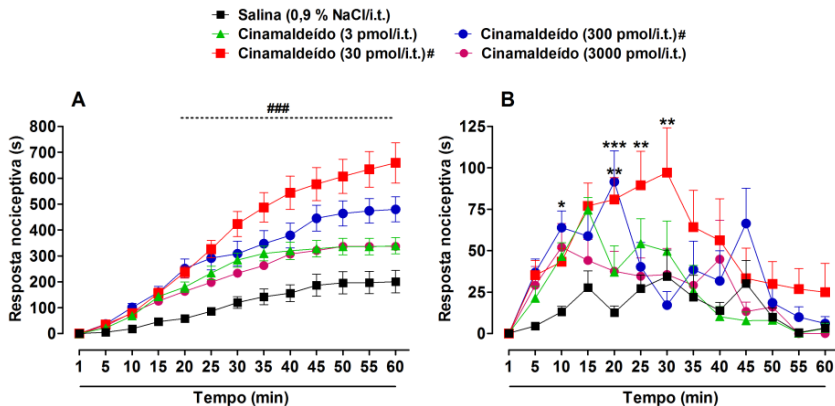 Salina (0,9 % NaCl/i.t.)
Cinamaldeído (3 pmol/i.t.)
Cinamaldeído (300 pmol/i.t.)#
Cinamaldeído (30 pmol/i.t.)#
Cinamaldeído (3000 pmol/i.t.)
A
###
Resposta nociceptiva (s)
800
700
600
500
400
300
200
100
0
1 5 10 15 20 25 30 35 40 45 50 55 60
Tempo (min)
B
Resposta nociceptiva (s)
125
100
75
50
25
0
*
***
**
**
**
1 5 10 15 20 25 30 35 40 45 50 55 60
Tempo (min)